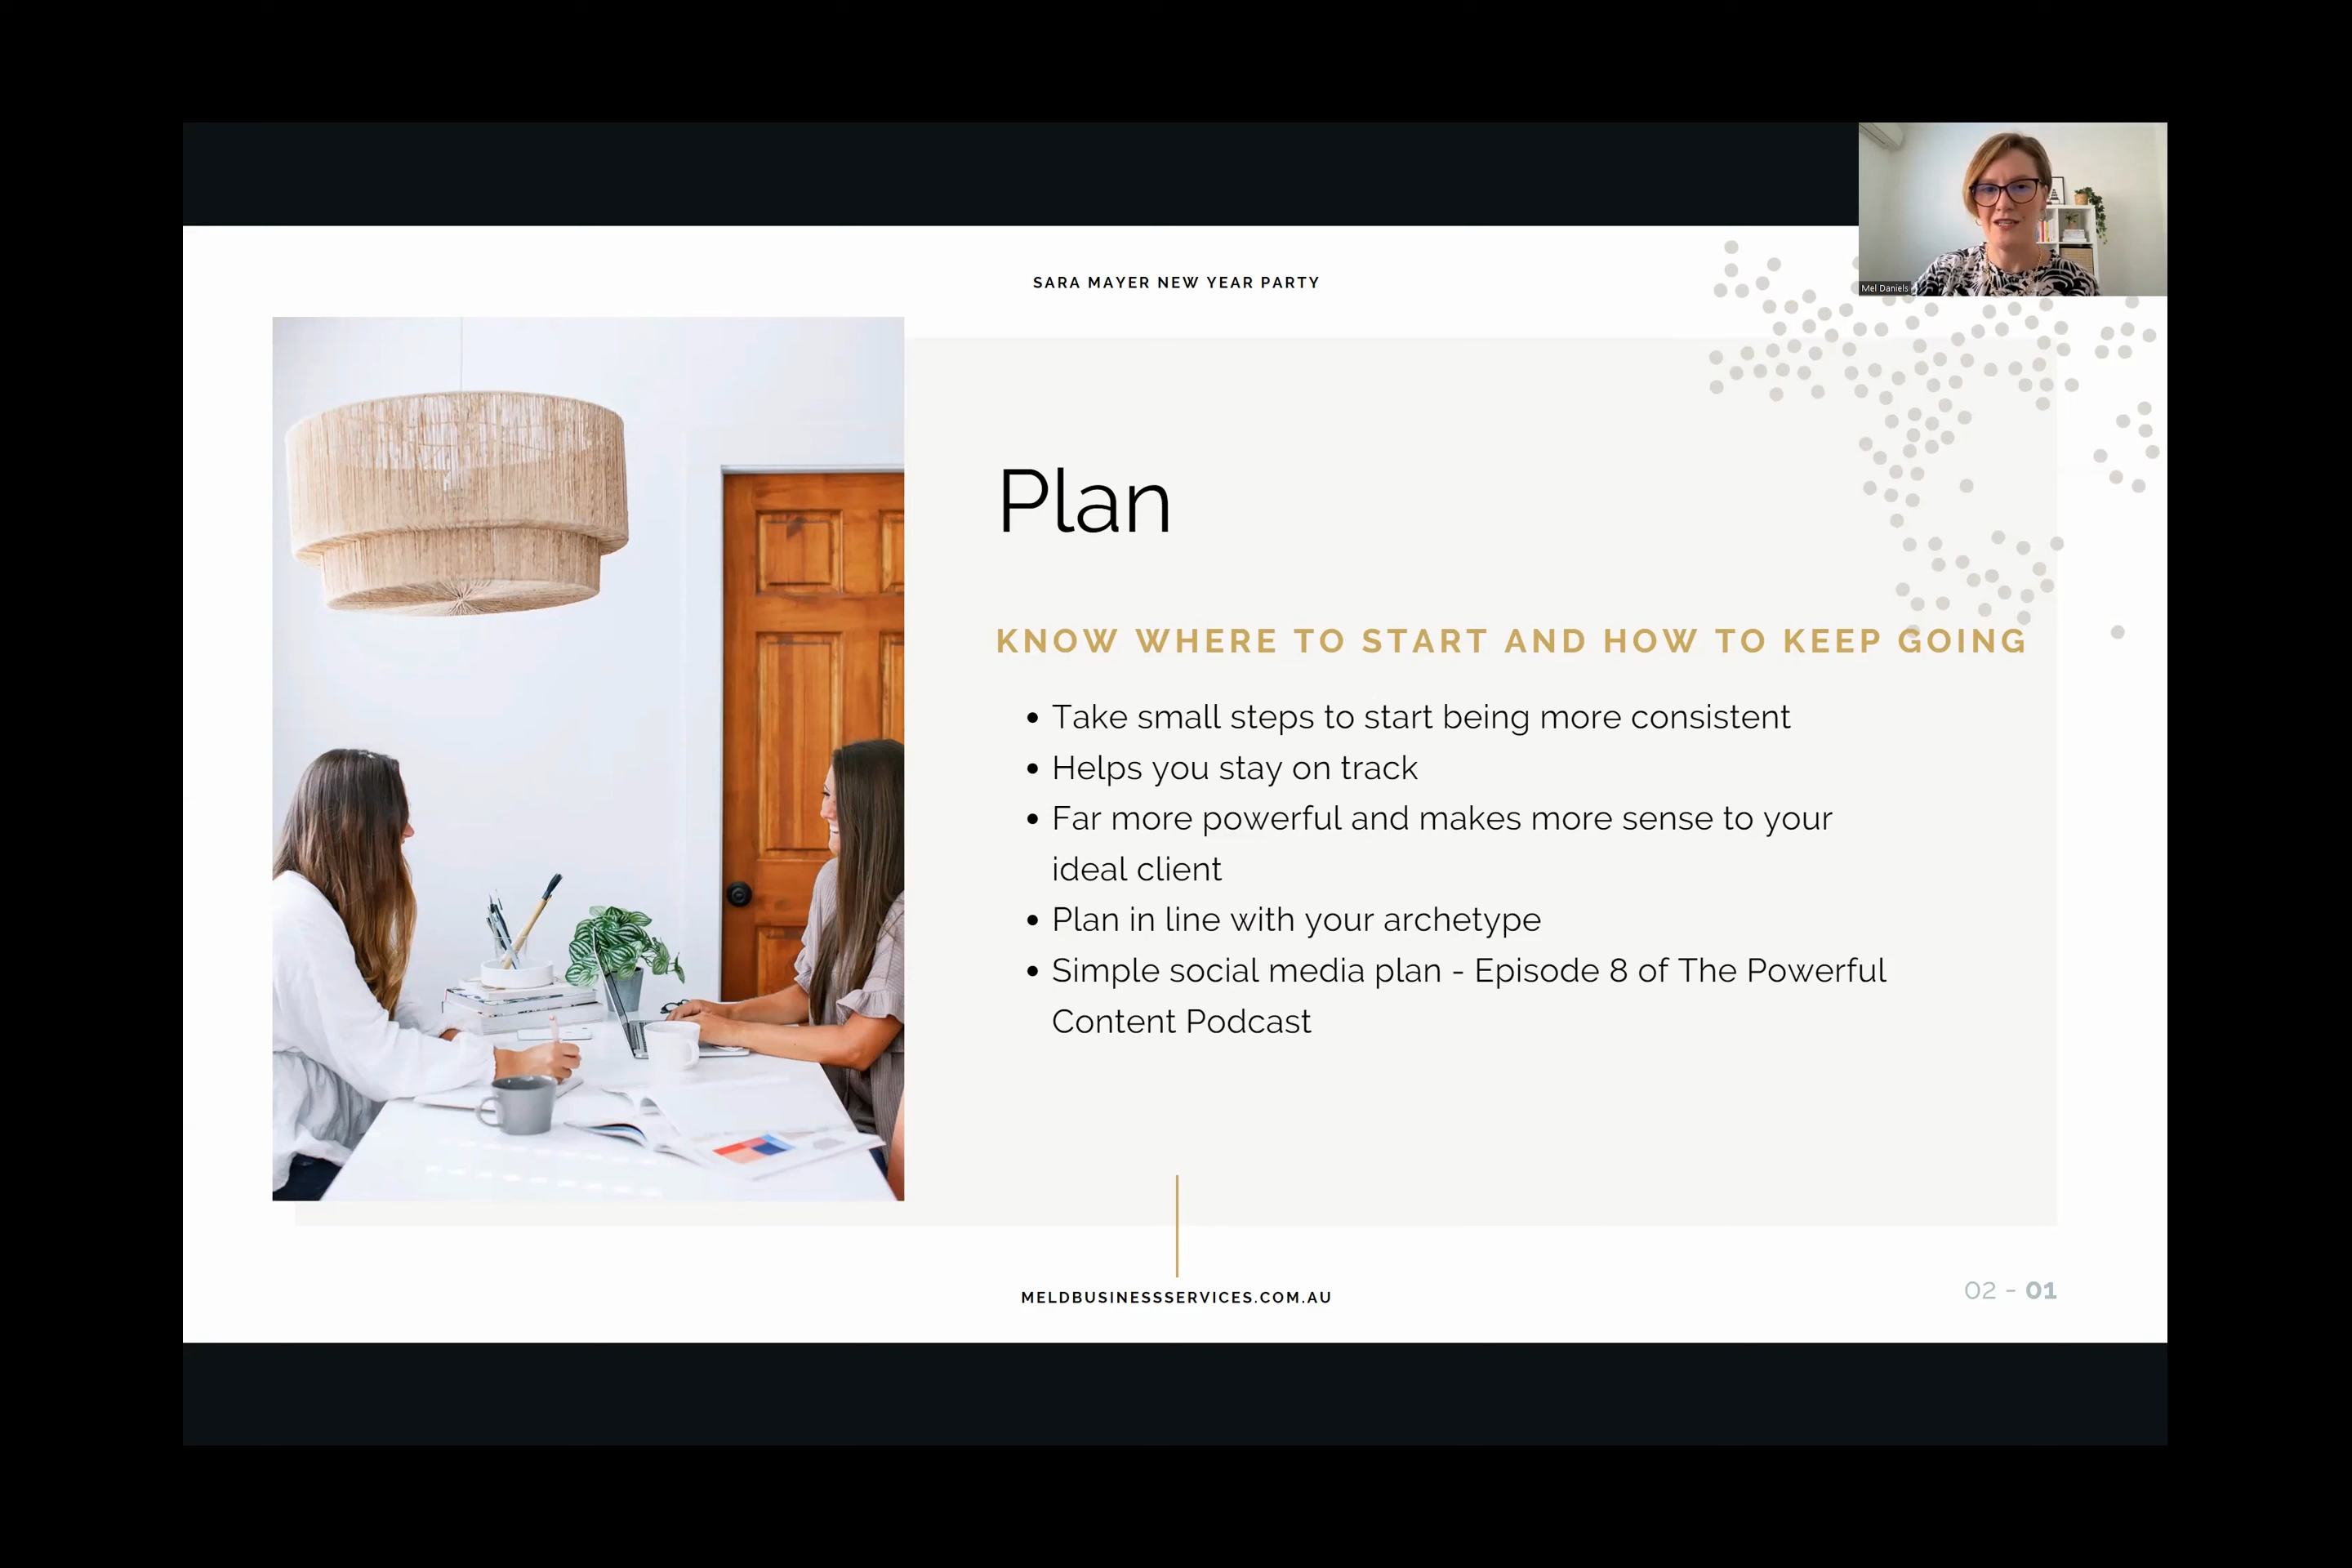 Mel Daniels
SARA MAYER NEW YEAR PARTY
Plan
KNOW WHERE TO START AND HOW TO KEEP GOING
• Take small steps to start being more consistent
• Helps you stay on track
• Far more powerful and makes more sense to your
ideal client
• Plan in line with your archetype
• Simple social media plan - Episode 8 of The Powerful
Content Podcast
MELDBUSINESSSERVICES.COM.AU
02 - 01